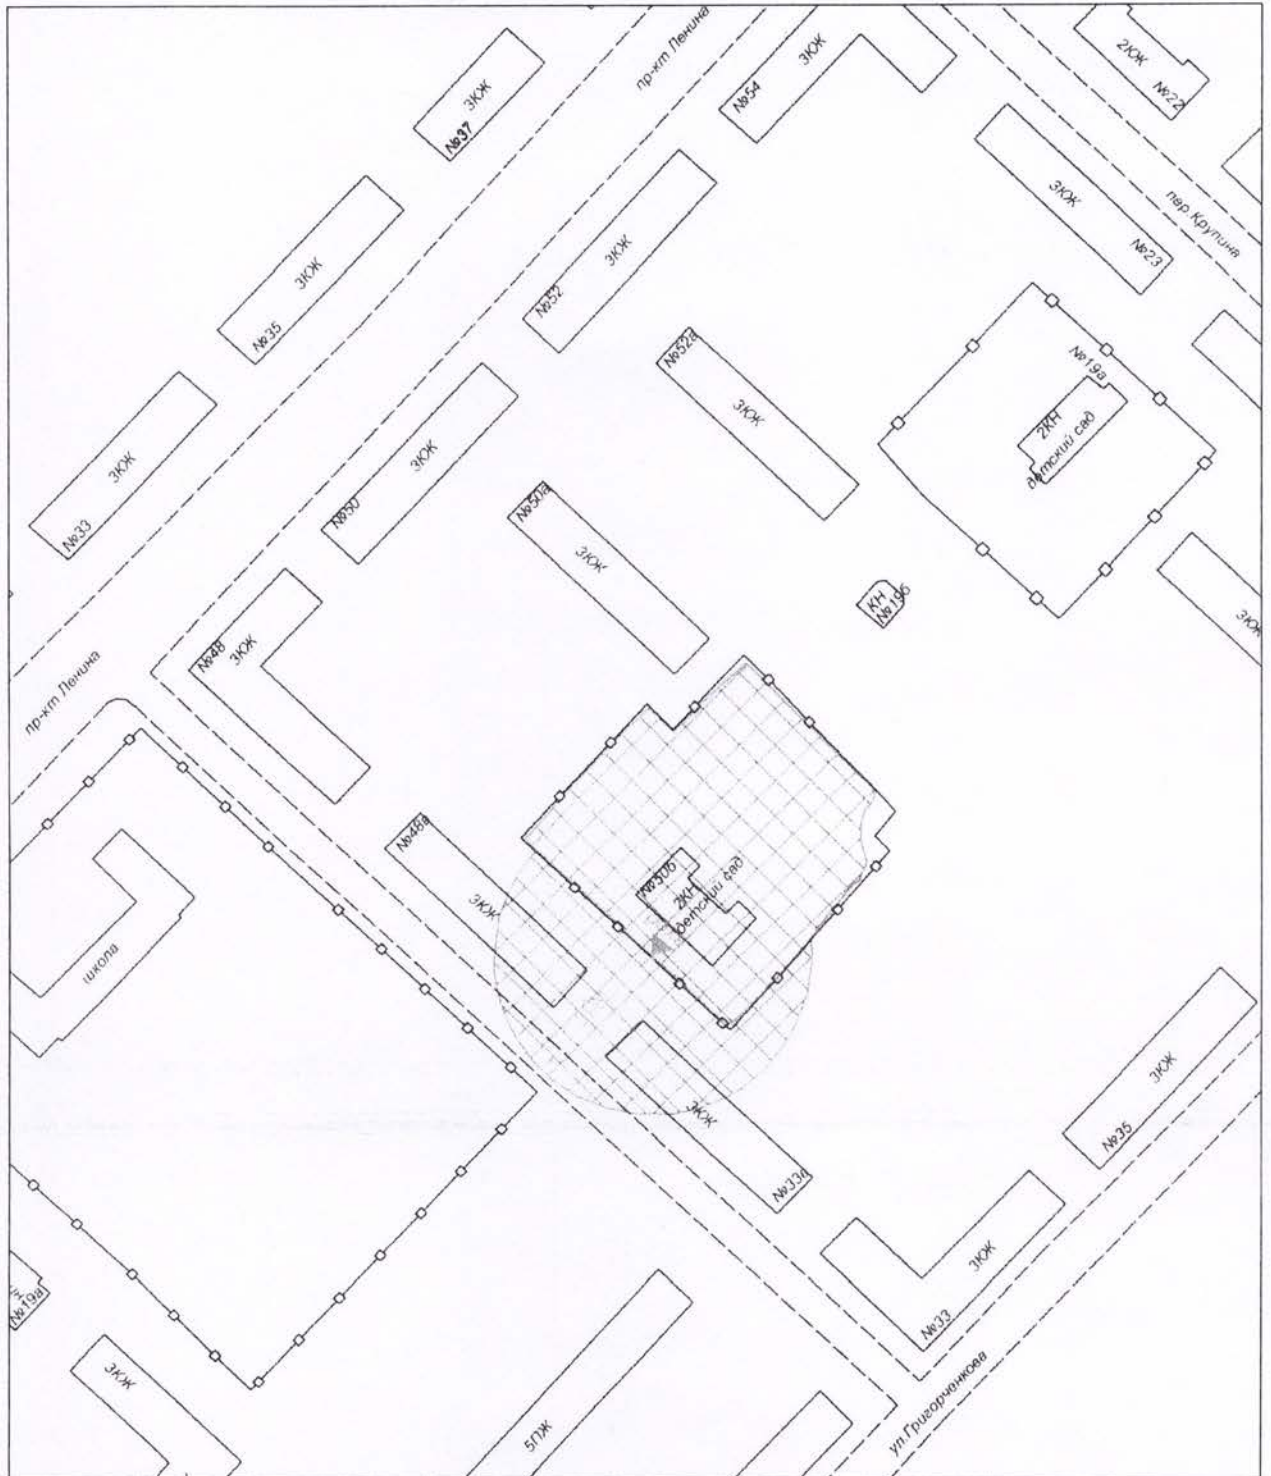 пр-кт Ленина
3КЖ
№54
2КЖ
№22
3КЖ
№37
3КЖ
№23
пер.Крупина
3КЖ
№35
3КЖ
№52
№52а
3КЖ
№19а
2КН
детский сад
3КЖ
№33
3КЖ
№50
№50а
3КЖ
КН
№19б
3КЖ
№48
3КЖ
пр-кт Ленина
№48а
3КЖ
№50б
2КН
детский сад
школа
3КЖ
№33а
3КЖ
№35
3КЖ
№33
№19а
3КЖ
5ПЖ
ул.Григорченкова